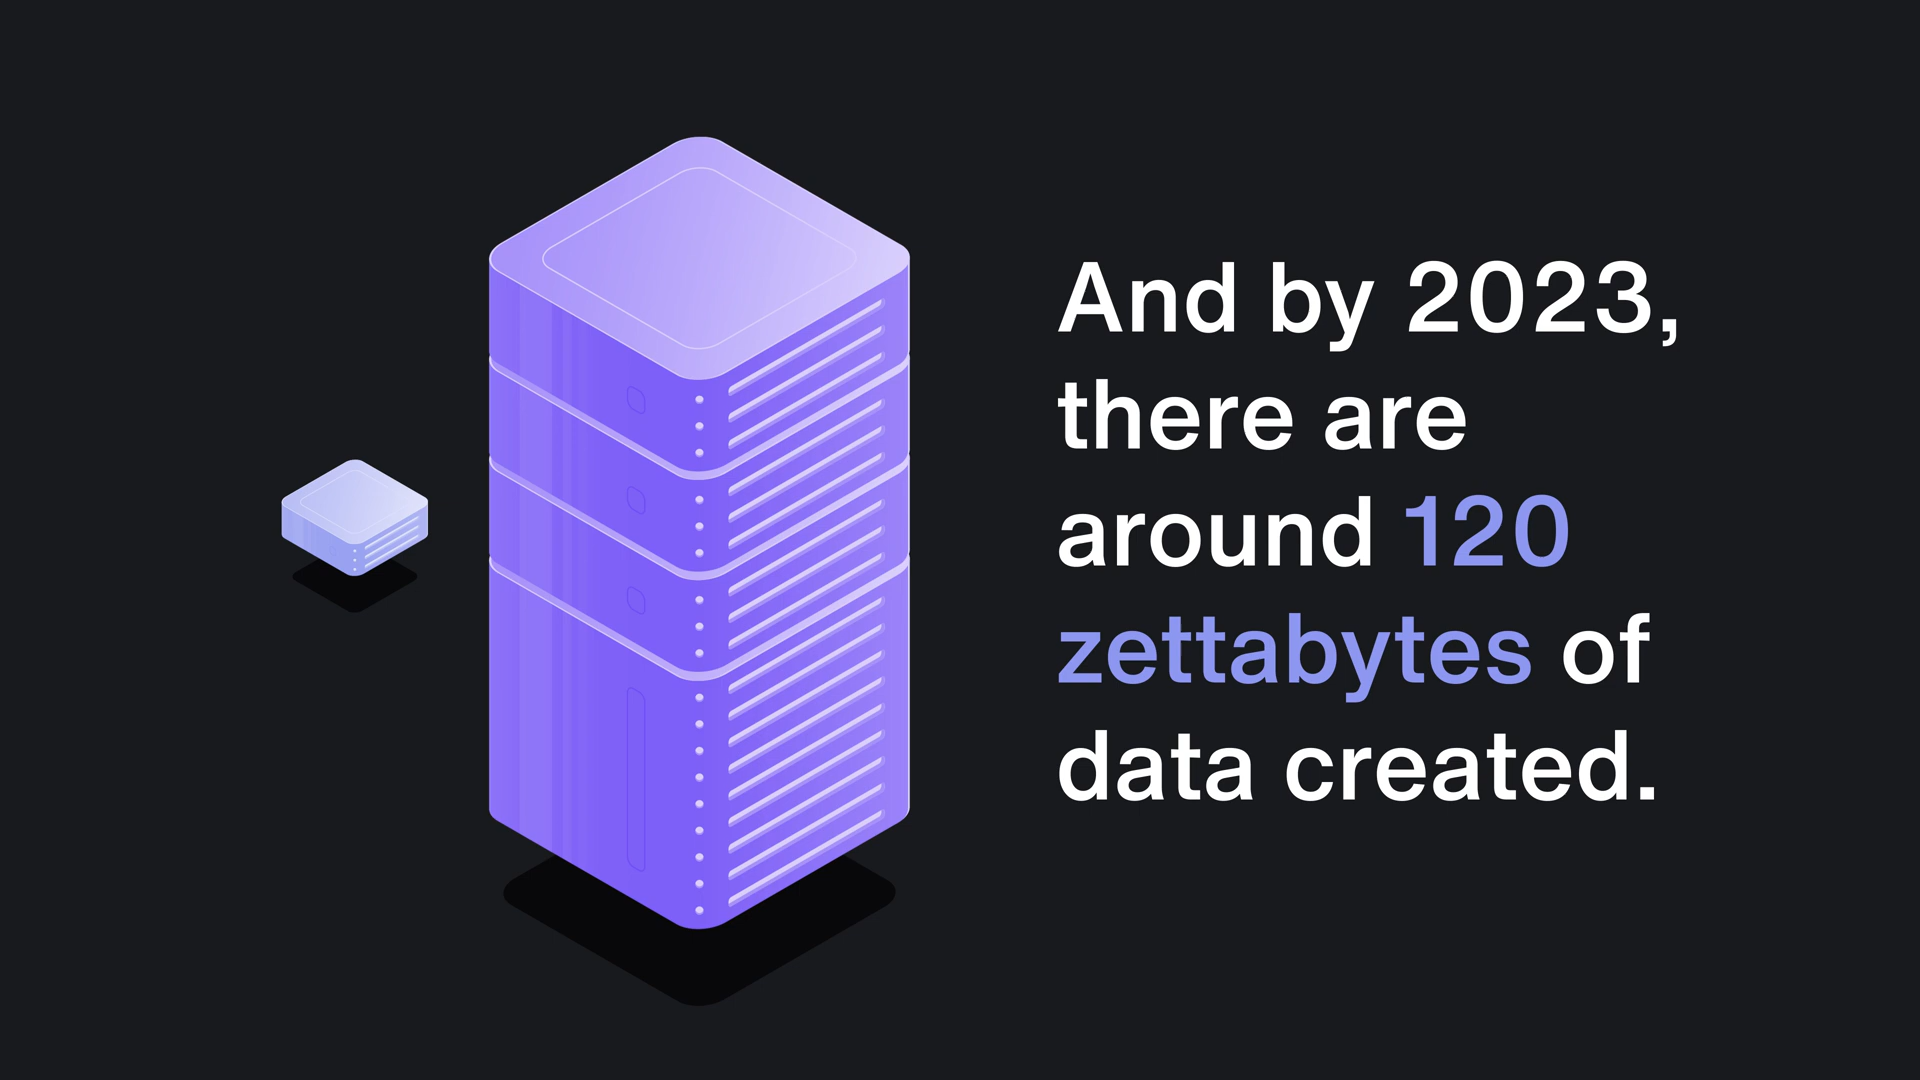 And by 2023,
there are
around 120
zettabytes of
data created.